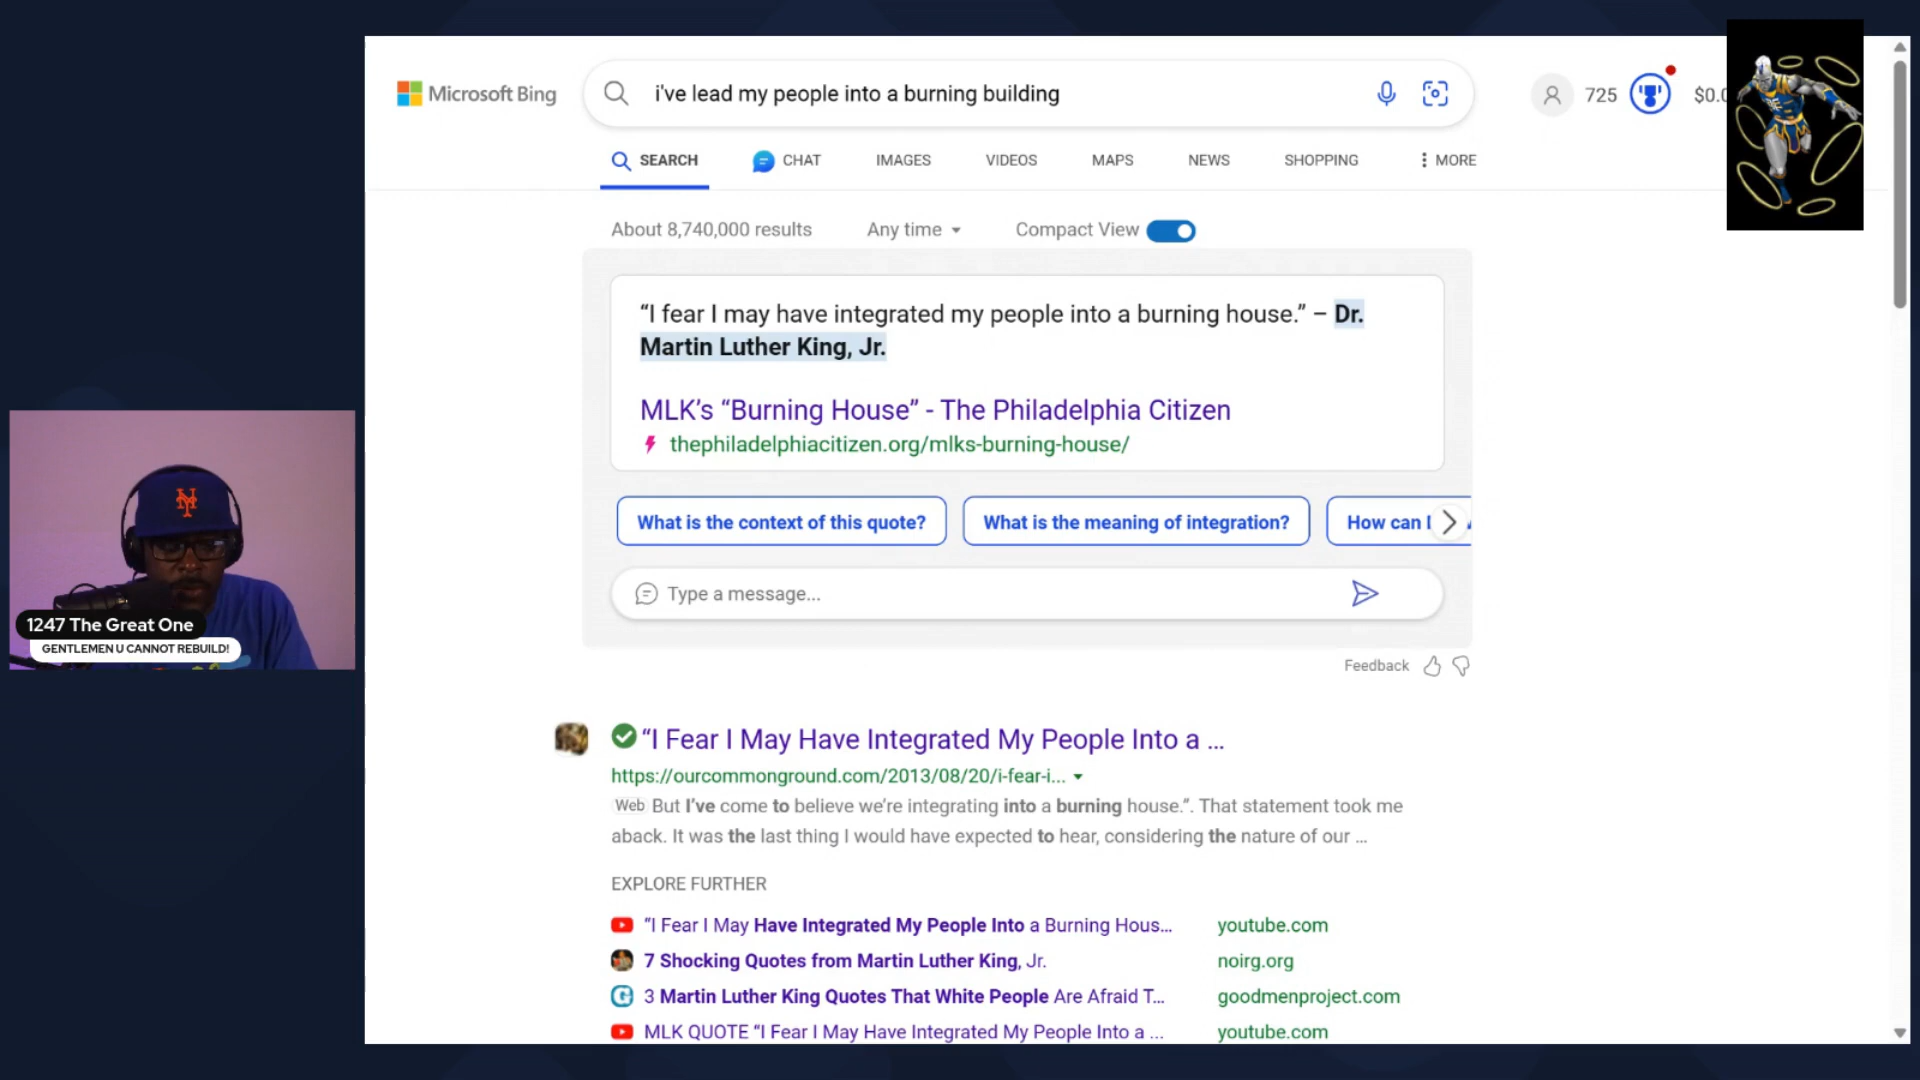 Microsoft Bing
i've lead my people into a burning building
725
$0.0
SEARCH
CHAT
IMAGES
VIDEOS
MAPS
NEWS
SHOPPING
MORE
About 8,740,000 results
Any time
Compact View
“I fear I may have integrated my people into a burning house.” – Dr.
Martin Luther King, Jr.
MLK’s “Burning House” - The Philadelphia Citizen
thephiladelphiacitizen.org/mlks-burning-house/
What is the context of this quote?
What is the meaning of integration?
How can I
Type a message...
Feedback
“I Fear I May Have Integrated My People Into a ...
https://ourcommonground.com/2013/08/20/i-fear-i...
Web But I’ve come to believe we’re integrating into a burning house.”. That statement took me
aback. It was the last thing I would have expected to hear, considering the nature of our ...
EXPLORE FURTHER
“I Fear I May Have Integrated My People Into a Burning Hous... youtube.com
7 Shocking Quotes from Martin Luther King, Jr. noirg.org
3 Martin Luther King Quotes That White People Are Afraid T... goodmenproject.com
MLK QUOTE “I Fear I May Have Integrated My People Into a ... youtube.com
NY
1247 The Great One
GENTLEMEN U CANNOT REBUILD!